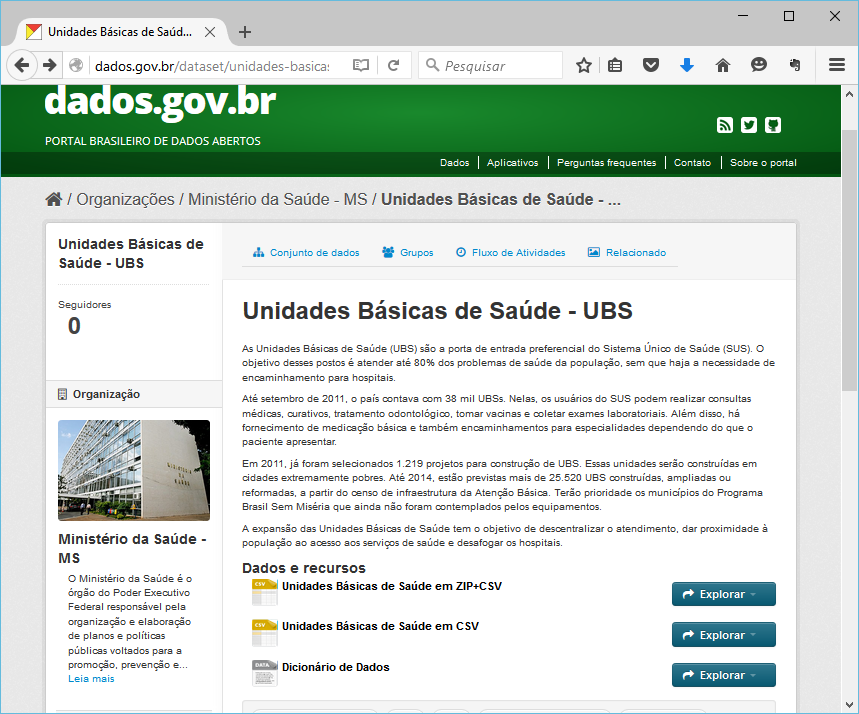 Unidades Básicas de Saúd...
dados.gov.br/dataset/unidades-basicas
Pesquisar
dados.gov.br
PORTAL BRASILEIRO DE DADOS ABERTOS
Dados | Aplicativos | Perguntas frequentes | Contato | Sobre o portal
/ Organizações / Ministério da Saúde - MS / Unidades Básicas de Saúde - ...
Unidades Básicas de
Saúde - UBS
Seguidores
0
Organização
MINISTÉRIO
DA
SAÚDE
Ministério da Saúde -
MS
O Ministério da Saúde é o
órgão do Poder Executivo
Federal responsável pela
organização e elaboração
de planos e políticas
públicas voltados para a
promoção, prevenção e...
Leia mais
Conjunto de dados Grupos Fluxo de Atividades Relacionado
Unidades Básicas de Saúde - UBS
As Unidades Básicas de Saúde (UBS) são a porta de entrada preferencial do Sistema Único de Saúde (SUS). O
objetivo desses postos é atender até 80% dos problemas de saúde da população, sem que haja a necessidade de
encaminhamento para hospitais.
Até setembro de 2011, o país contava com 38 mil UBSs. Nelas, os usuários do SUS podem realizar consultas
médicas, curativos, tratamento odontológico, tomar vacinas e coletar exames laboratoriais. Além disso, há
fornecimento de medicação básica e também encaminhamentos para especialidades dependendo do que o
paciente apresentar.
Em 2011, já foram selecionados 1.219 projetos para construção de UBS. Essas unidades serão construídas em
cidades extremamente pobres. Até 2014, estão previstas mais de 25.520 UBS construídas, ampliadas ou
reformadas, a partir do censo de infraestrutura da Atenção Básica. Terão prioridade os municípios do Programa
Brasil Sem Miséria que ainda não foram contemplados pelos equipamentos.
A expansão das Unidades Básicas de Saúde tem o objetivo de descentralizar o atendimento, dar proximidade à
população ao acesso aos serviços de saúde e desafogar os hospitais.
Dados e recursos
CSV Unidades Básicas de Saúde em ZIP+CSV Explorar
CSV Unidades Básicas de Saúde em CSV Explorar
DATA Dicionário de Dados Explorar